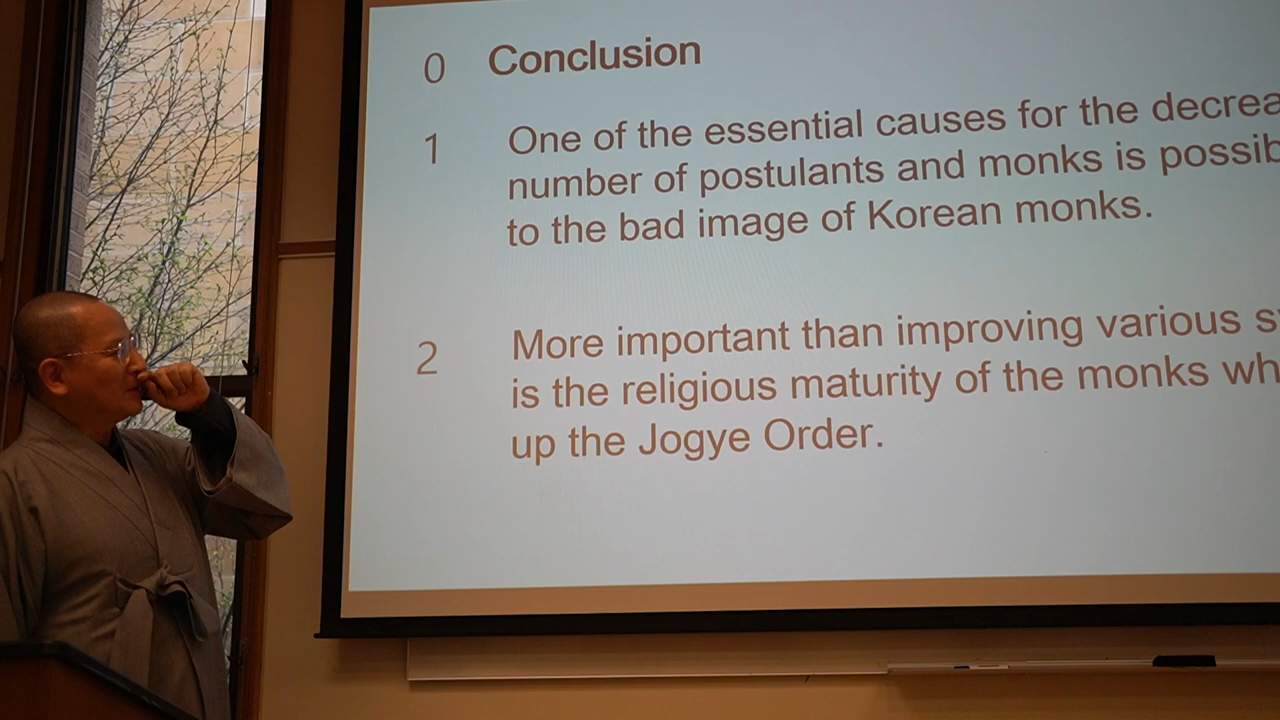 0 Conclusion
1 One of the essential causes for the
number of postulants and monks is
to the bad image of Korean monks.
2 More important than improving various
is the religious maturity of the monks
up the Jogye Order.